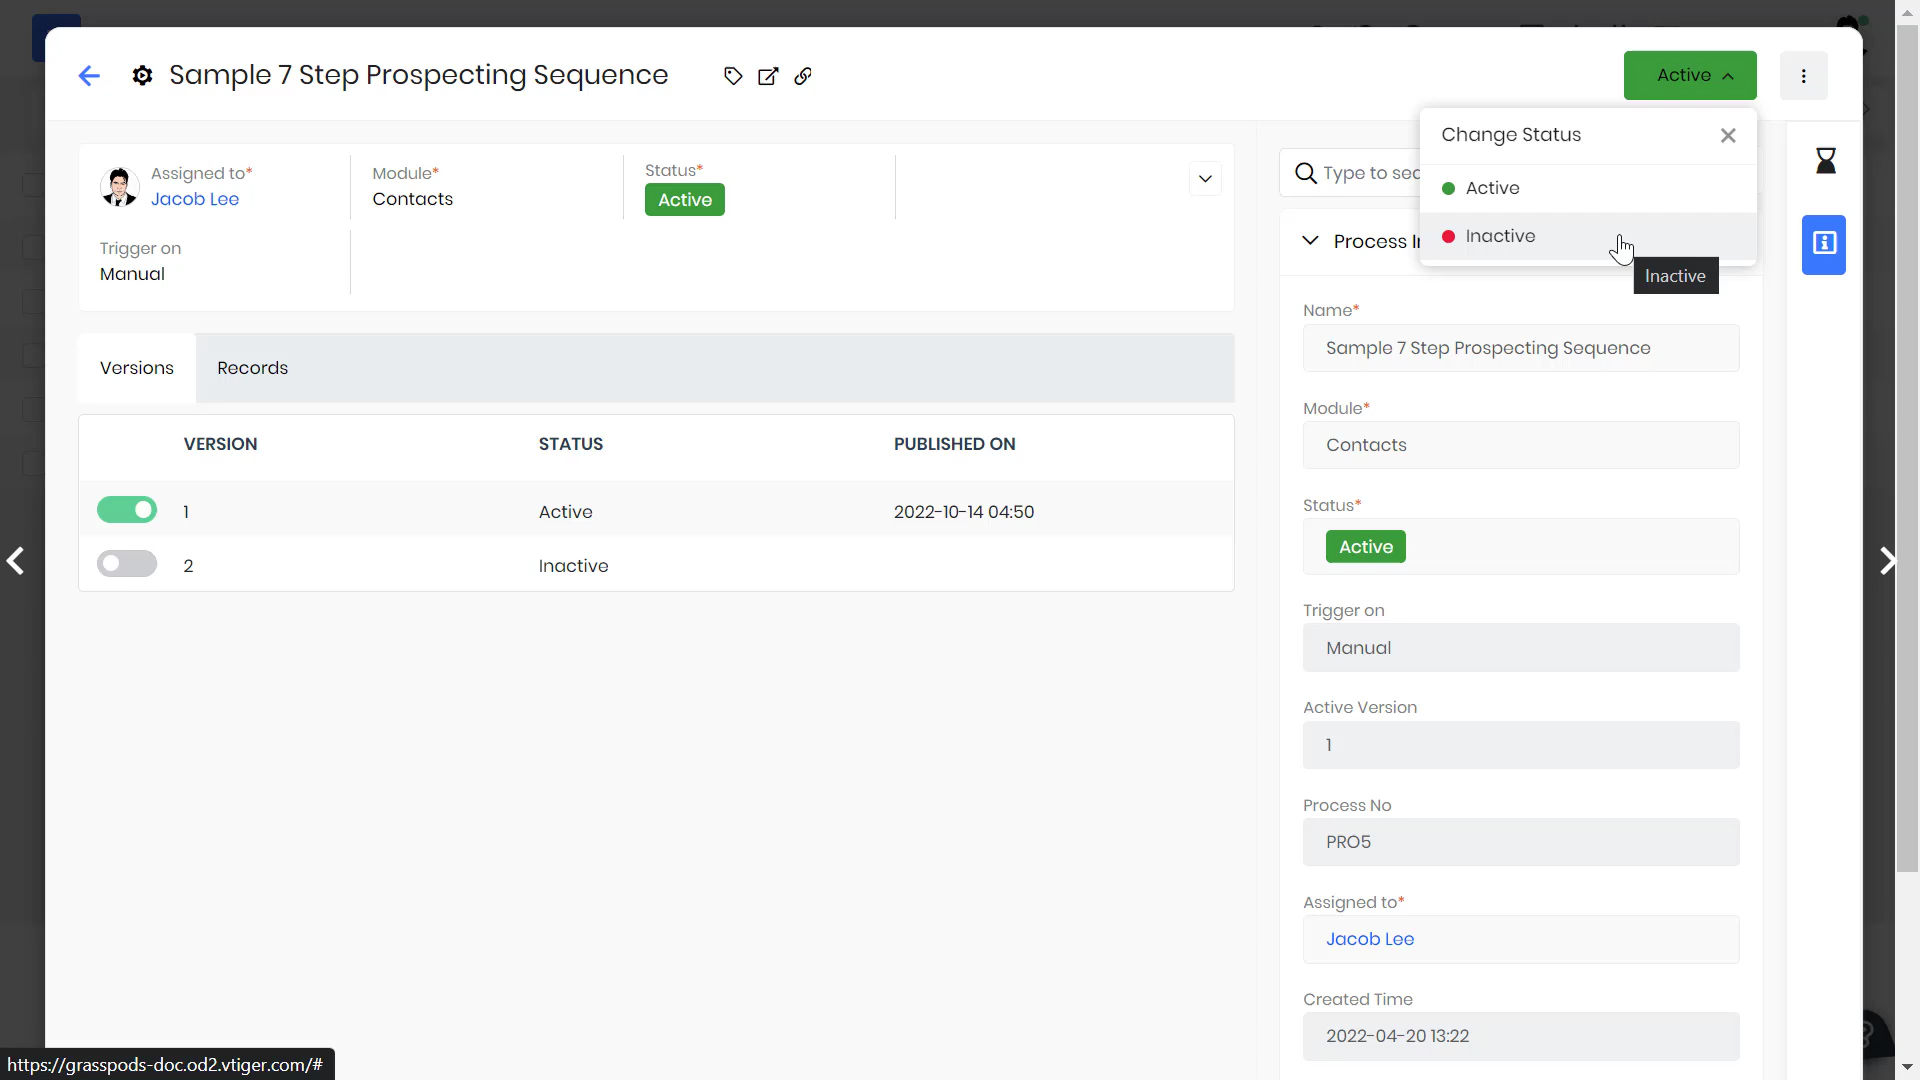 Sample 7 Step Prospecting Sequence
Active
Change Status
Active
Inactive
Inactive
Assigned to*
Jacob Lee
Module*
Contacts
Status*
Active
Trigger on
Manual
Type to sea
Process In
Versions
Records
VERSION STATUS PUBLISHED ON
1 Active 2022-10-14 04:50
2 Inactive
Name*
Sample 7 Step Prospecting Sequence
Module*
Contacts
Status*
Active
Trigger on
Manual
Active Version
1
Process No
PRO5
Assigned to*
Jacob Lee
Created Time
2022-04-20 13:22
https://grasspods-doc.od2.vtiger.com/#